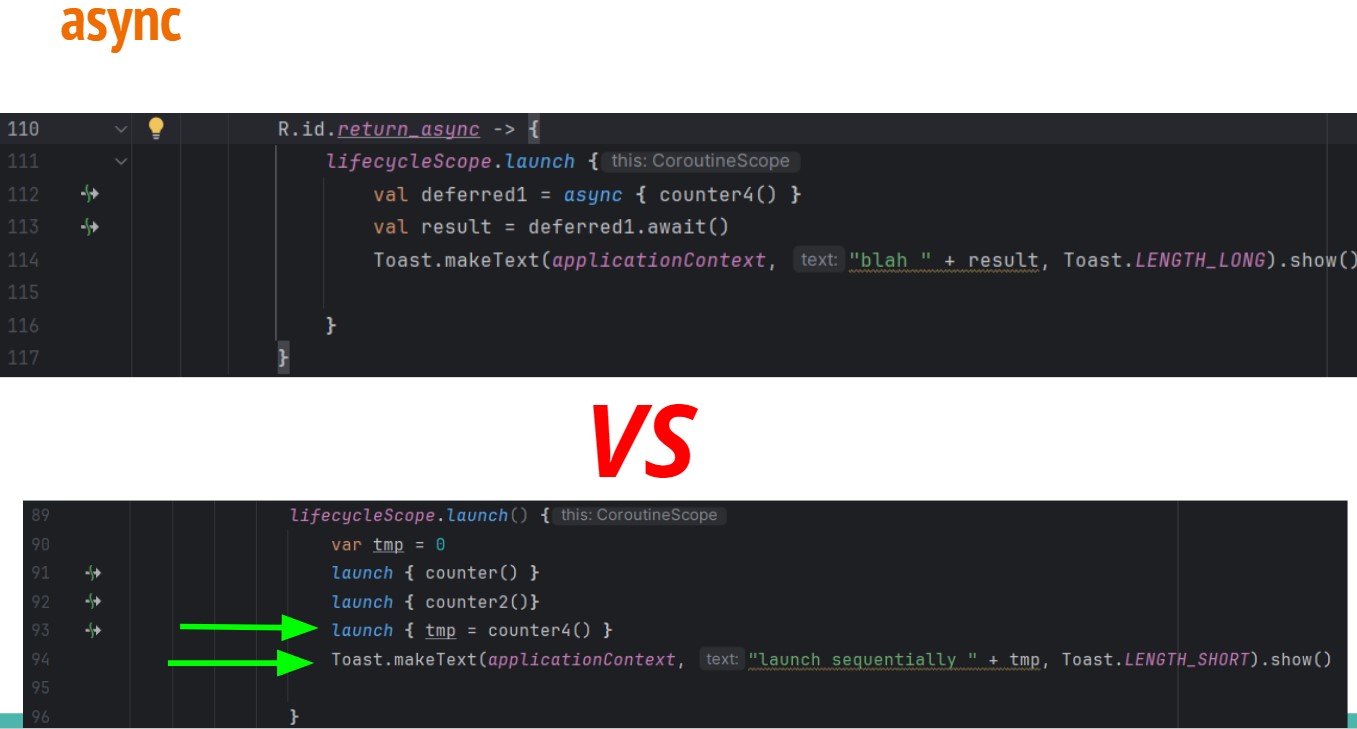 async
110 R.id.return_async -> {
111 lifecycleScope.launch { this: CoroutineScope
112 val deferred1 = async { counter4() }
113 val result = deferred1.await()
114 Toast.makeText(applicationContext, text: "blah " + result, Toast.LENGTH_LONG).show()
115
116 }
117 }
VS
89 lifecycleScope.launch() { this: CoroutineScope
90 var tmp = 0
91 launch { counter() }
92 launch { counter2()}
93 launch { tmp = counter4() }
94 Toast.makeText(applicationContext, text: "launch sequentially " + tmp, Toast.LENGTH_SHORT).show()
95
96 }